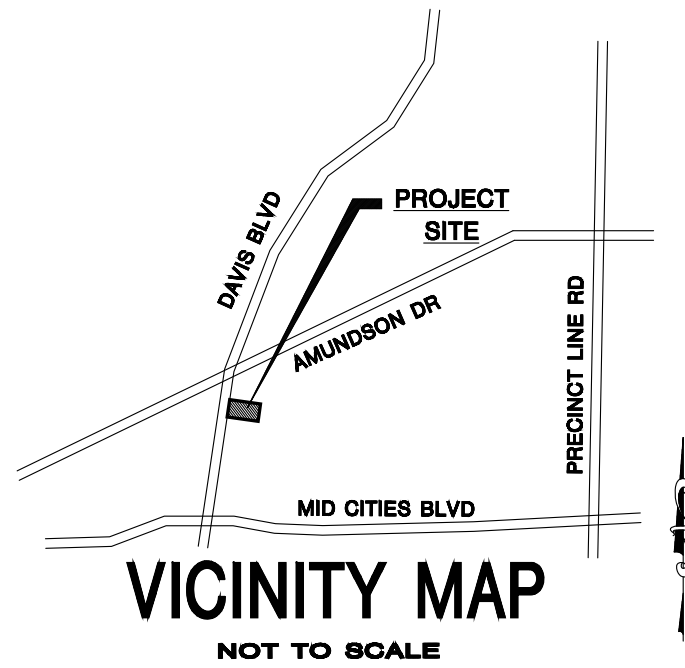 PROJECT
SITE
DAVIS BLVD
AMUNDSON DR
PRECINCT LINE RD
MID CITIES BLVD
VICINITY MAP
NOT TO SCALE